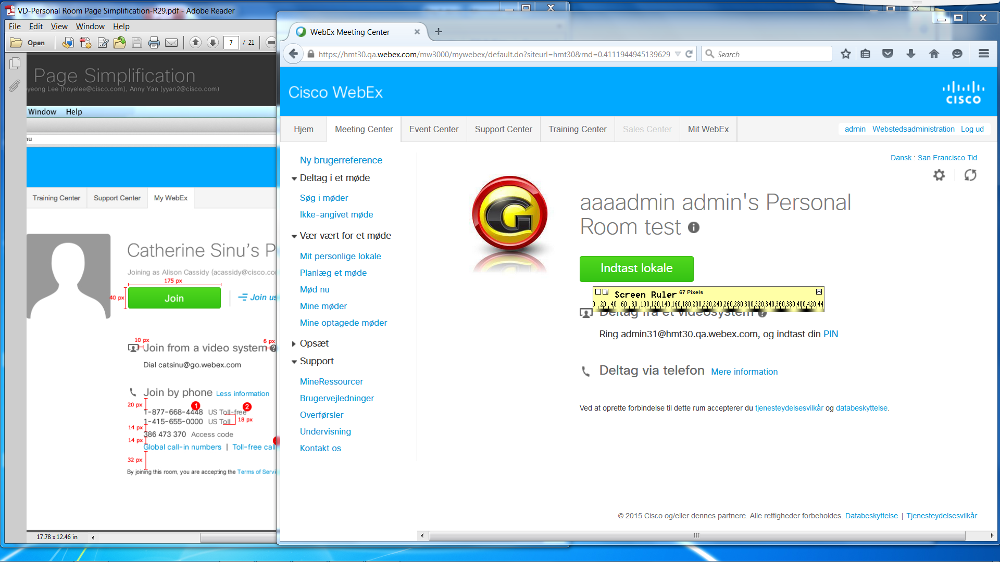 VD-Personal Room Page Simplification-R29.pdf - Adobe Reader
File Edit View Window Help
Open 7 / 21
Page Simplification
yeong Lee (hoyelee@cisco.com), Anny Yan (yyan2@cisco.com)
Window Help
Training Center Support Center My WebEx
Catherine Sinu's P
Joining as Alison Cassidy (acassidy@cisco.co
175 px
40 px
Join
Join us
10 px
6 px
Join from a video system
Dial catsinu@go.webex.com
Join by phone Less information
20 px
1
2
1-877-668-4448 US Toll-free
1-415-655-0000 US Toll
18 px
14 px
386 473 370 Access code
14 px
Global call-in numbers | Toll-free call
32 px
By joining this room, you are accepting the Terms of Servi
17.78 x 12.46 in
WebEx Meeting Center
https://hmt30.qa.webex.com/mw3000/mywebex/default.do?siteurl=hmt30&rnd=0.4111944945139629
Search
Cisco WebEx
CISCO
Hjem Meeting Center Event Center Support Center Training Center Sales Center Mit WebEx
admin Webstedsadministration Log ud
Dansk : San Francisco Tid
Ny brugerreference
Deltag i et møde
Søg i møder
Ikke-angivet møde
Vær vært for et møde
Mit personlige lokale
Planlæg et møde
Mød nu
Mine møder
Mine optagede møder
Opsæt
Support
MineRessourcer
Brugervejledninger
Overførsler
Undervisning
Kontakt os
aaaadmin admin's Personal
Room test
Indtast lokale
Screen Ruler 67 Pixels
20 40 60 80 100 120 140 160 180 200 220 240 260 280 300 320 340 360 380 400 420 44
Deltag fra et videosystem
Ring admin31@hmt30.qa.webex.com, og indtast din PIN
Deltag via telefon Mere information
Ved at oprette forbindelse til dette rum accepterer du tjenesteydelsesvilkår og databeskyttelse.
© 2015 Cisco og/eller dennes partnere. Alle rettigheder forbeholdes. Databeskyttelse | Tjenesteydelsesvilkår